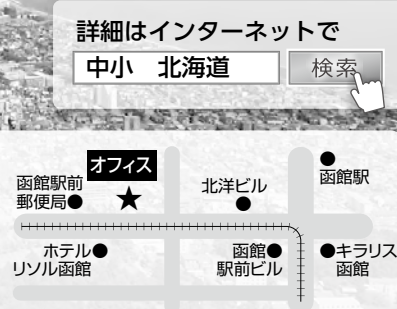 詳細はインターネットで
中小　北海道
検索
オフィス
函館駅前
郵便局
北洋ビル
函館駅
ホテル
リソル函館
函館
駅前ビル
キラリス
函館